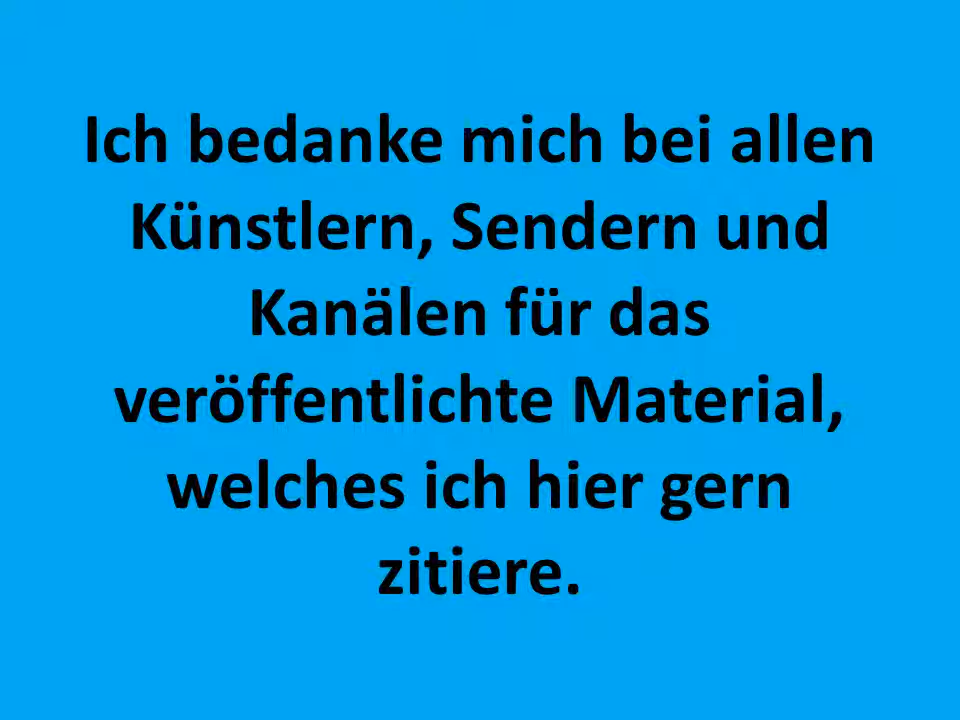 Ich bedanke mich bei allen
Künstlern, Sendern und
Kanälen für das
veröffentlichte Material,
welches ich hier gern
zitiere.